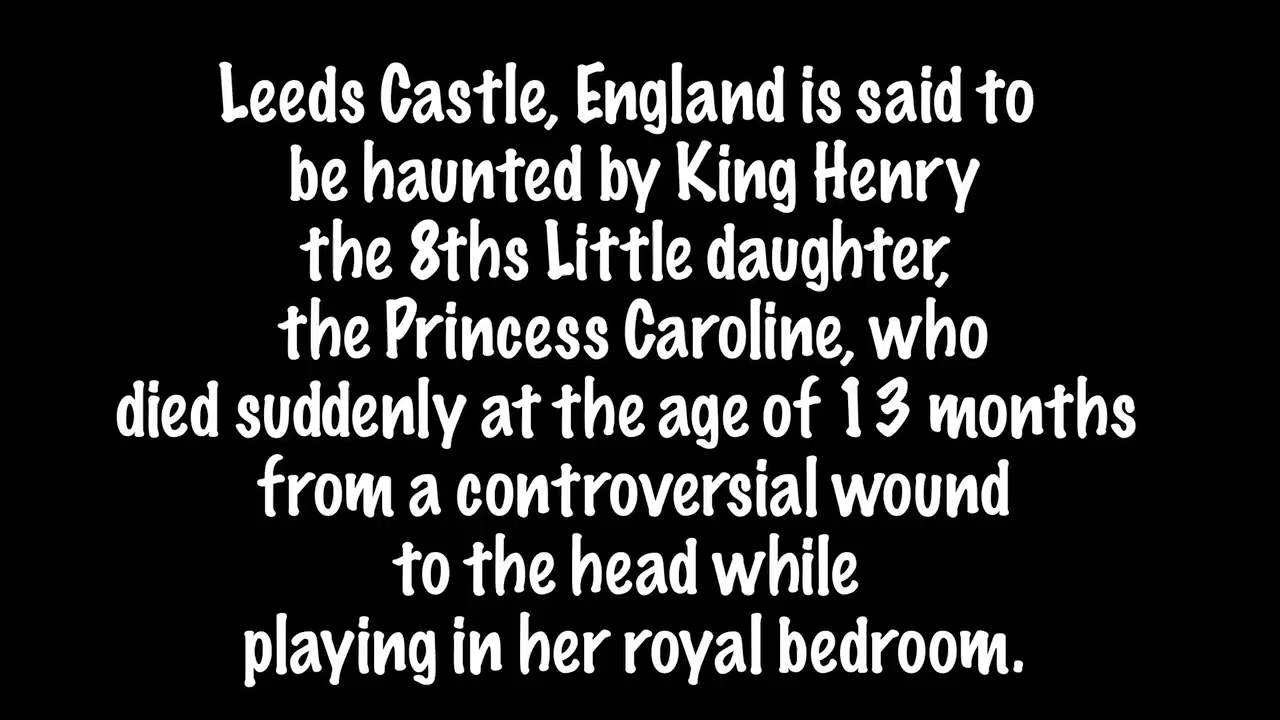 Leeds Castle, England is said to
be haunted by King Henry
the 8ths Little daughter,
the Princess Caroline, who
died suddenly at the age of 13 months
from a controversial wound
to the head while
playing in her royal bedroom.